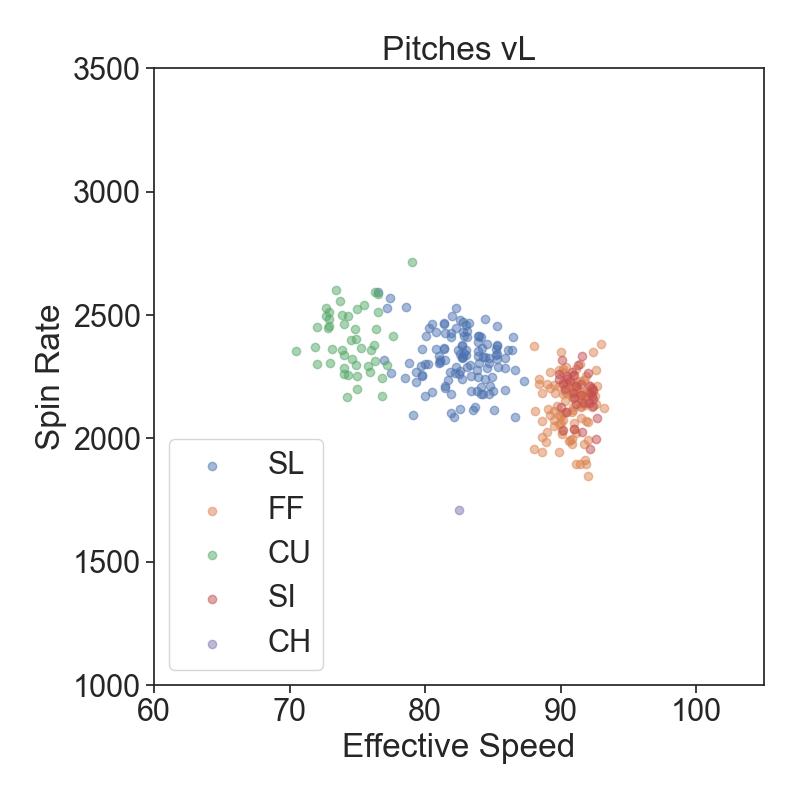 Pitches vL
3500
3000
2500
2000
1500
1000
Spin Rate
SL
FF
CU
SI
CH
60 70 80 90 100
Effective Speed